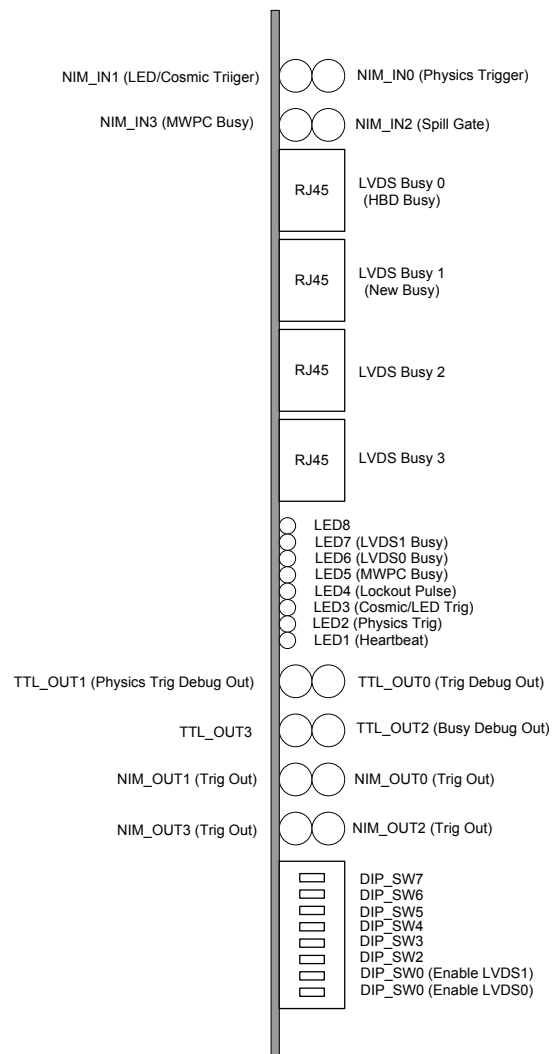 NIM_IN1 (LED/Cosmic Triiger) NIM_IN0 (Physics Trigger)
NIM_IN3 (MWPC Busy) NIM_IN2 (Spill Gate)
RJ45 LVDS Busy 0
(HBD Busy)
RJ45 LVDS Busy 1
(New Busy)
RJ45 LVDS Busy 2
RJ45 LVDS Busy 3
LED8
LED7 (LVDS1 Busy)
LED6 (LVDS0 Busy)
LED5 (MWPC Busy)
LED4 (Lockout Pulse)
LED3 (Cosmic/LED Trig)
LED2 (Physics Trig)
LED1 (Heartbeat)
TTL_OUT1 (Physics Trig Debug Out) TTL_OUT0 (Trig Debug Out)
TTL_OUT3 TTL_OUT2 (Busy Debug Out)
NIM_OUT1 (Trig Out) NIM_OUT0 (Trig Out)
NIM_OUT3 (Trig Out) NIM_OUT2 (Trig Out)
DIP_SW7
DIP_SW6
DIP_SW5
DIP_SW4
DIP_SW3
DIP_SW2
DIP_SW0 (Enable LVDS1)
DIP_SW0 (Enable LVDS0)